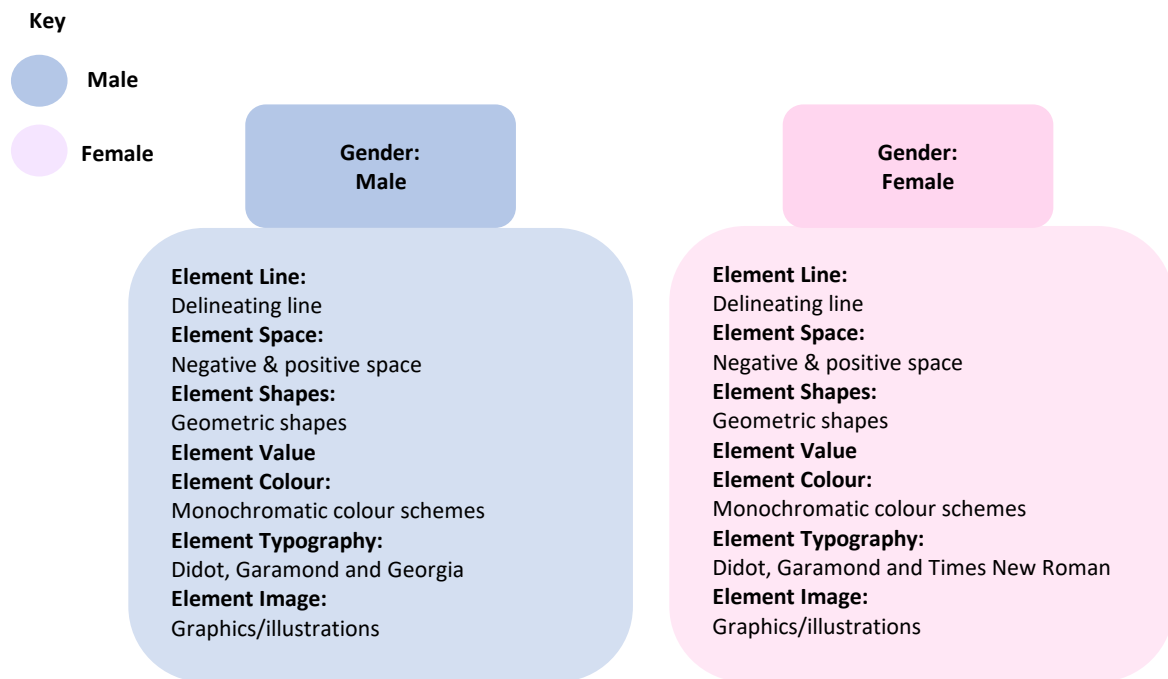 Key
Male
Female
Gender:
Male
Element Line:
Delineating line
Element Space:
Negative & positive space
Element Shapes:
Geometric shapes
Element Value
Element Colour:
Monochromatic colour schemes
Element Typography:
Didot, Garamond and Georgia
Element Image:
Graphics/illustrations
Gender:
Female
Element Line:
Delineating line
Element Space:
Negative & positive space
Element Shapes:
Geometric shapes
Element Value
Element Colour:
Monochromatic colour schemes
Element Typography:
Didot, Garamond and Times New Roman
Element Image:
Graphics/illustrations